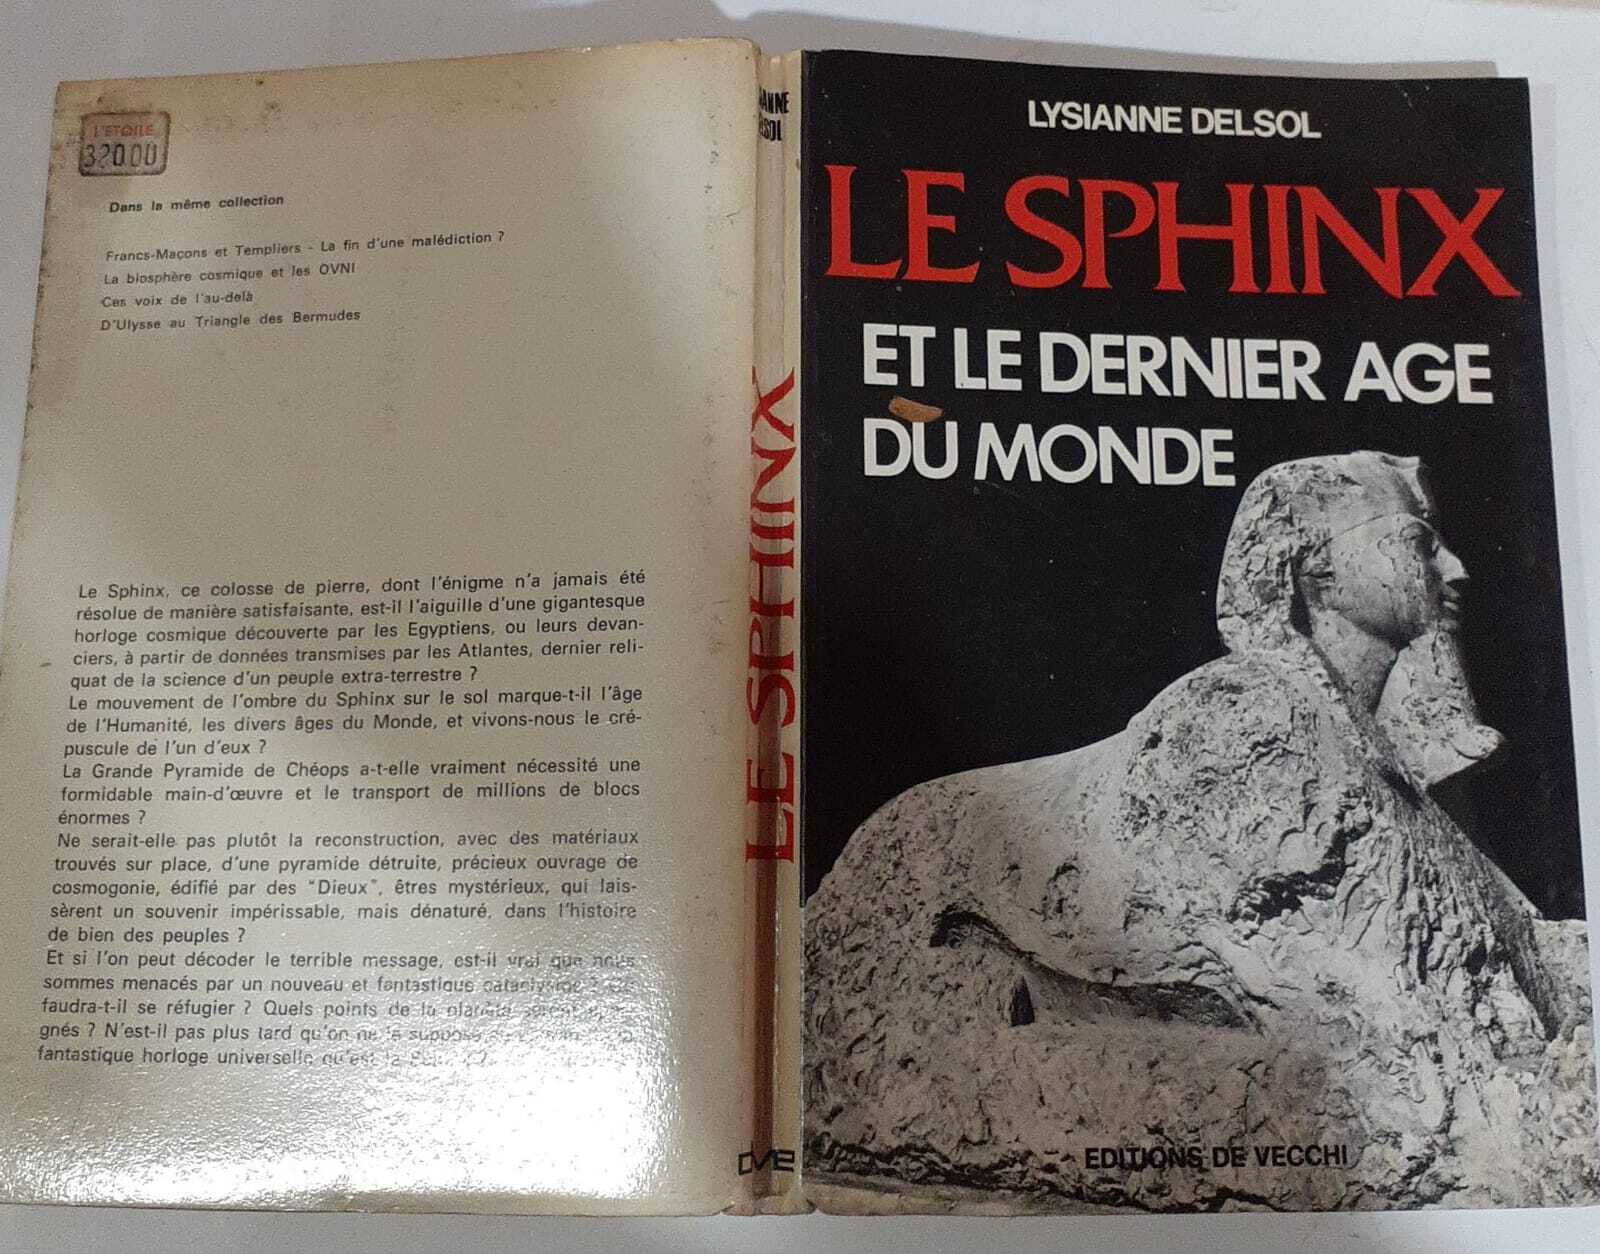 L'ETOILE
320.00
Dans la même collection
Francs-Maçons et Templiers - La fin d'une malédiction ?
La biosphère cosmique et les OVNI
Ces voix de l'au-delà
D'Ulysse au Triangle des Bermudes
Le Sphinx, ce colosse de pierre, dont l'énigme n'a jamais été
résolue de manière satisfaisante, est-il l'aiguille d'une gigantesque
horloge cosmique découverte par les Egyptiens, ou leurs devan-
ciers, à partir de données transmises par les Atlantes, dernier reli-
quat de la science d'un peuple extra-terrestre ?
Le mouvement de l'ombre du Sphinx sur le sol marque-t-il l'âge
de l'Humanité, les divers âges du Monde, et vivons-nous le cré-
puscule de l'un d'eux ?
La Grande Pyramide de Chéops a-t-elle vraiment nécessité une
formidable main-d'œuvre et le transport de millions de blocs
énormes ?
Ne serait-elle pas plutôt la reconstruction, avec des matériaux
trouvés sur place, d'une pyramide détruite, précieux ouvrage de
cosmogonie, édifié par des "Dieux", êtres mystérieux, qui lais-
sèrent un souvenir impérissable, mais dénaturé, dans l'histoire
de bien des peuples ?
Et si l'on peut décoder le terrible message, est-il vrai que nous
sommes menacés par un nouveau et fantastique cataclysme ?
faudra-t-il se réfugier ? Quels points de la planète
gnés ? N'est-il pas plus tard qu'on ne le suppose
fantastique horloge universelle qu'est le
LE SPHINX
DVE
LYSIANNE DELSOL
LE SPHINX
ET LE DERNIER AGE
DU MONDE
EDITIONS DE VECCHI